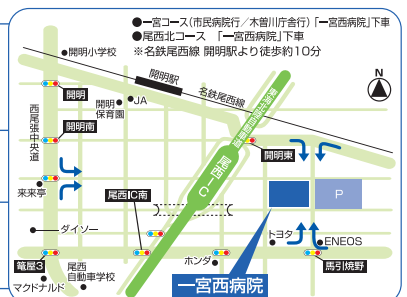 ●一宮コース(市民病院行／木曽川庁舎行)「一宮西病院」下車
●尾西北コース 「一宮西病院」下車
※名鉄尾西線 開明駅より徒歩約10分
開明小学校
開明駅
名鉄尾西線
N
開明
開明
保育園
JA
東海北陸自動車道
西尾張中央道
開明南
開明東
尾西IC
来来亭
尾西IC南
P
ダイソー
トヨタ
ENEOS
篭屋3
ホンダ
馬引焼野
マクドナルド
尾西
自動車学校
一宮西病院